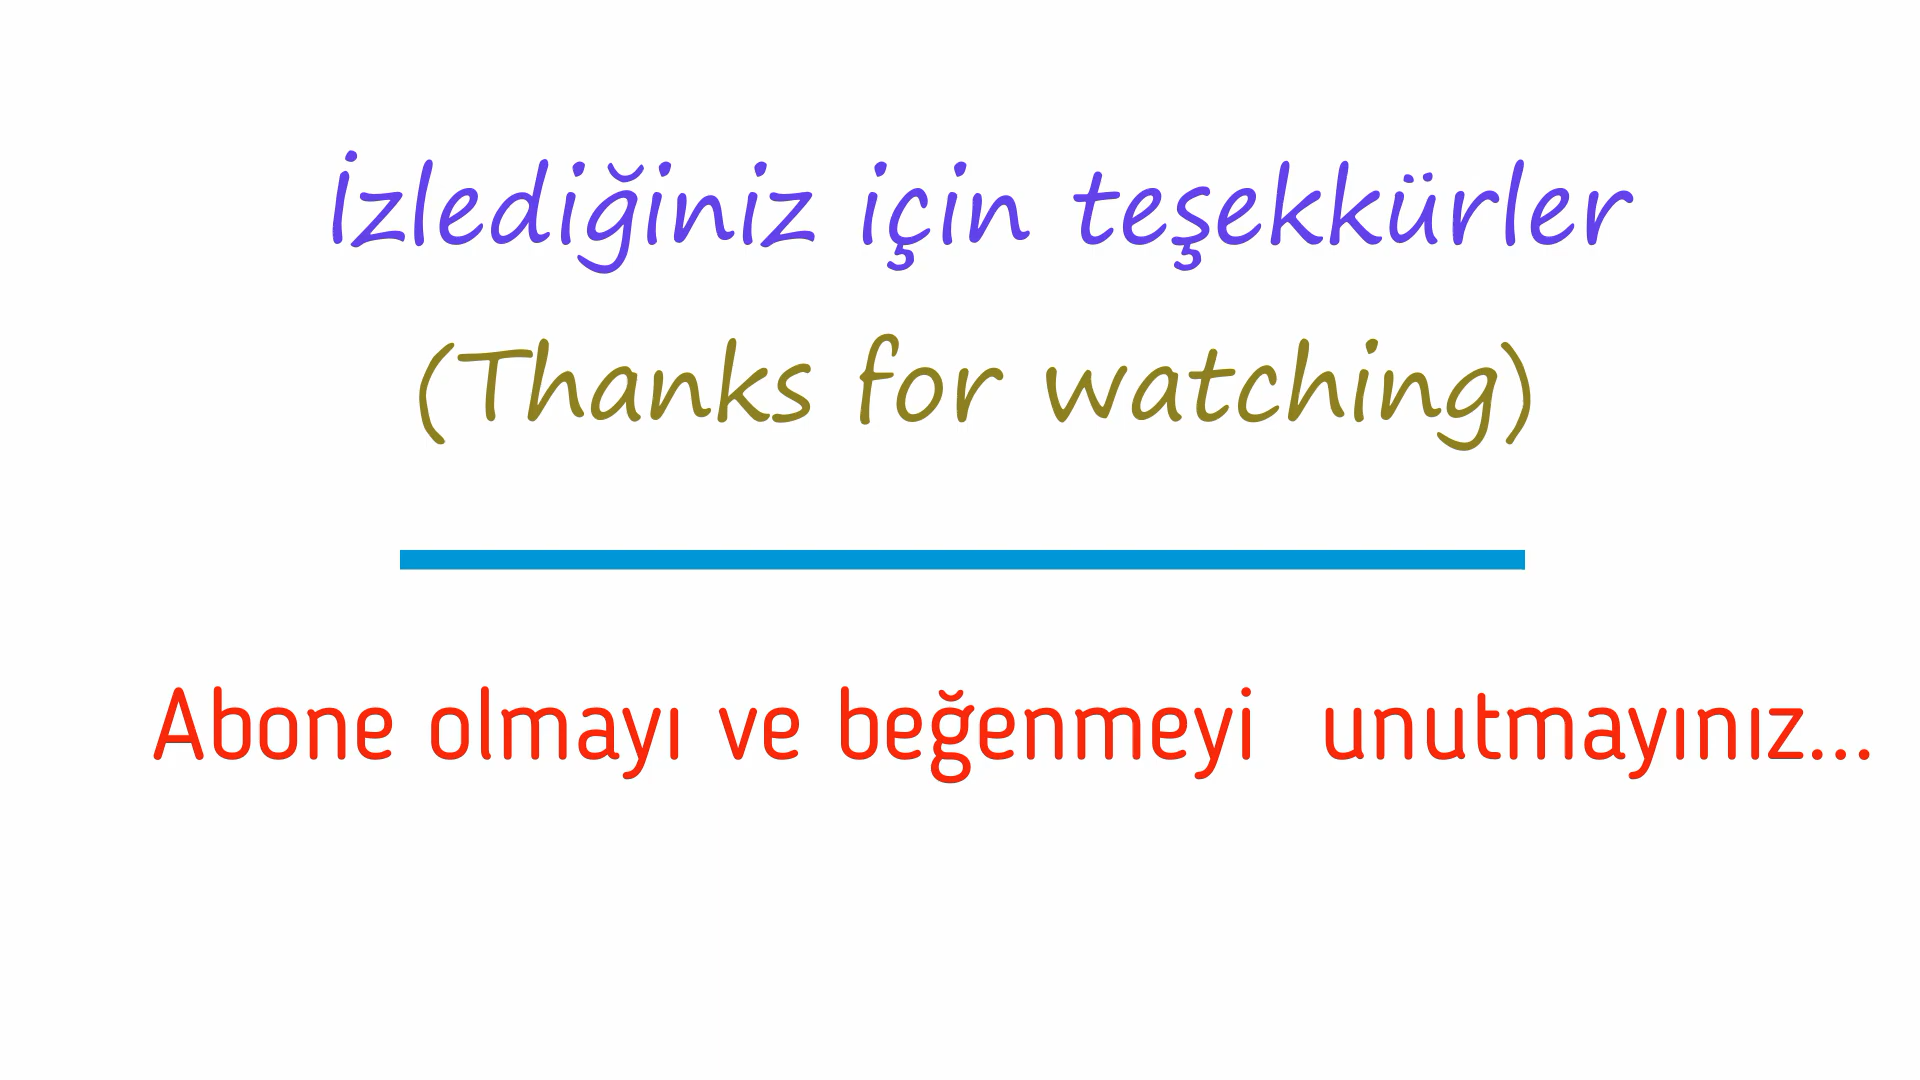 İzlediğiniz için teşekkürler
(Thanks for watching)
Abone olmayı ve beğenmeyi  unutmayınız...